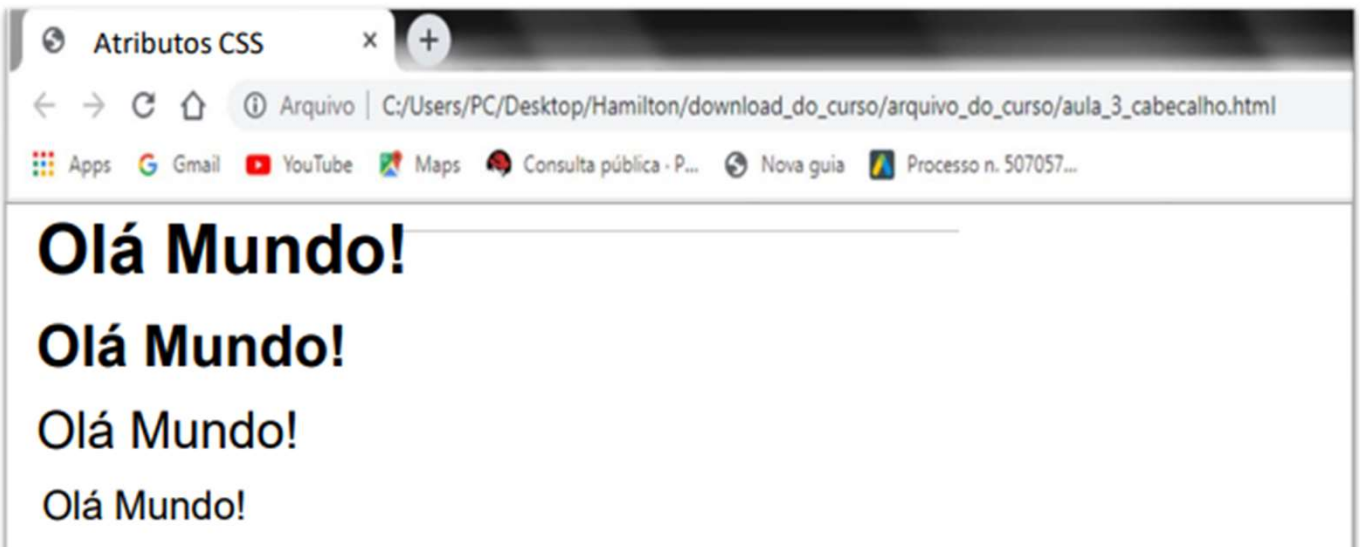 Atributos CSS × +
Arquivo | C:/Users/PC/Desktop/Hamilton/download_do_curso/arquivo_do_curso/aula_3_cabecalho.html
Apps Gmail YouTube Maps Consulta pública - P... Nova guia Processo n. 507057...
Olá Mundo!
Olá Mundo!
Olá Mundo!
Olá Mundo!